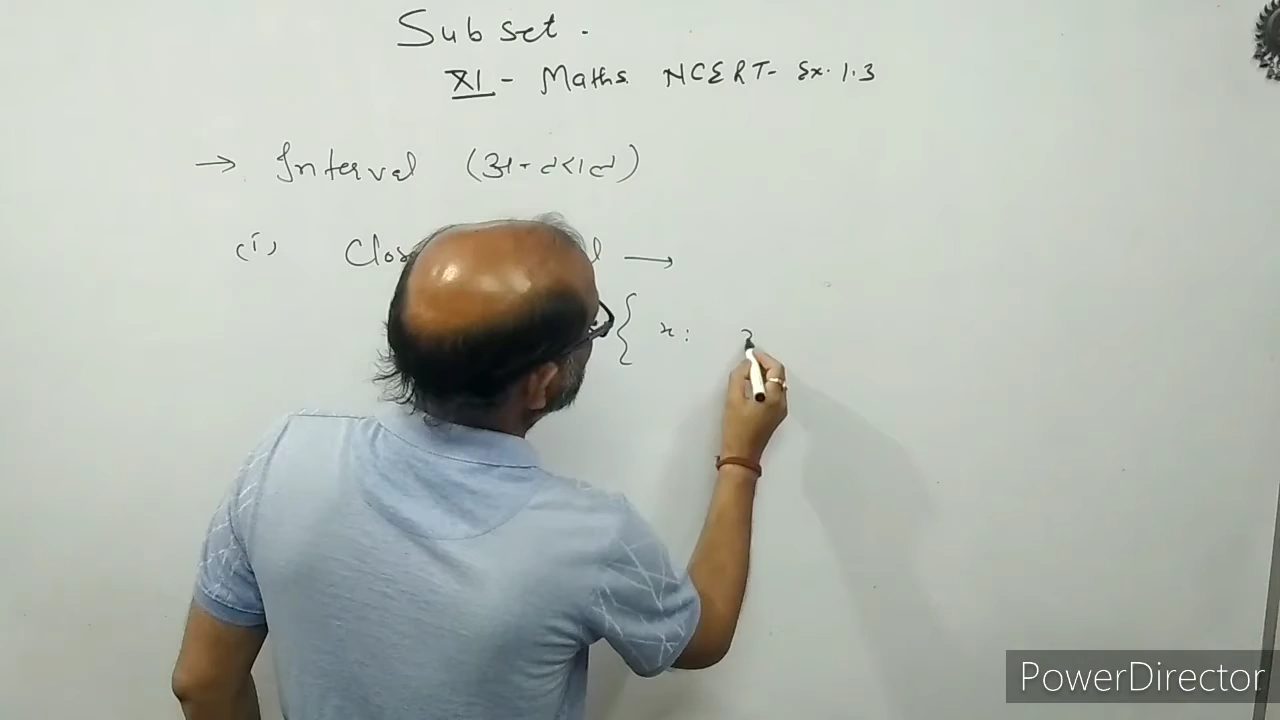 Subset.
XI - Maths NCERT- Ex. 1.3
→ Interval (अन्तराल)
(i) Clos →
{ x:
PowerDirector